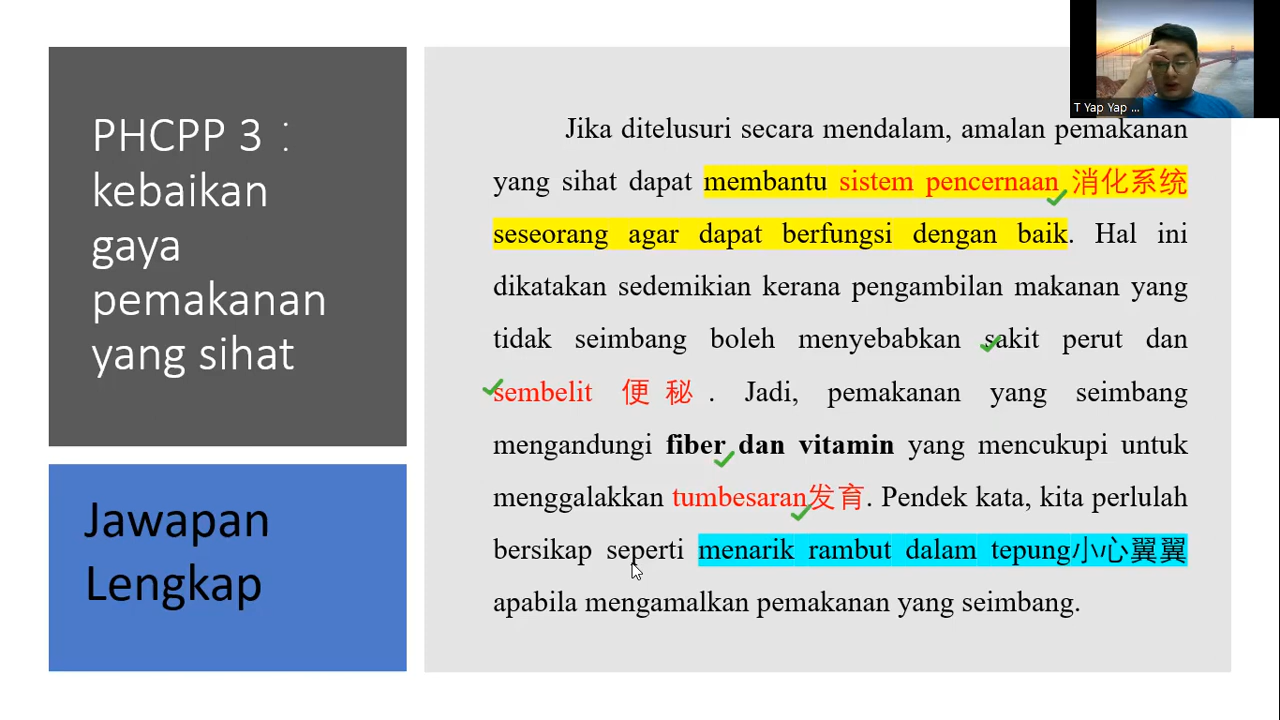 PHCPP 3：
kebaikan
gaya
pemakanan
yang sihat
Jawapan
Lengkap
T Yap Yap ...
Jika ditelusuri secara mendalam, amalan pemakanan
yang sihat dapat membantu sistem pencernaan 消化系统
seseorang agar dapat berfungsi dengan baik. Hal ini
dikatakan sedemikian kerana pengambilan makanan yang
tidak seimbang boleh menyebabkan sakit perut dan
sembelit 便秘. Jadi, pemakanan yang seimbang
mengandungi fiber dan vitamin yang mencukupi untuk
menggalakkan tumbesaran发育. Pendek kata, kita perlulah
bersikap seperti menarik rambut dalam tepung小心翼翼
apabila mengamalkan pemakanan yang seimbang.